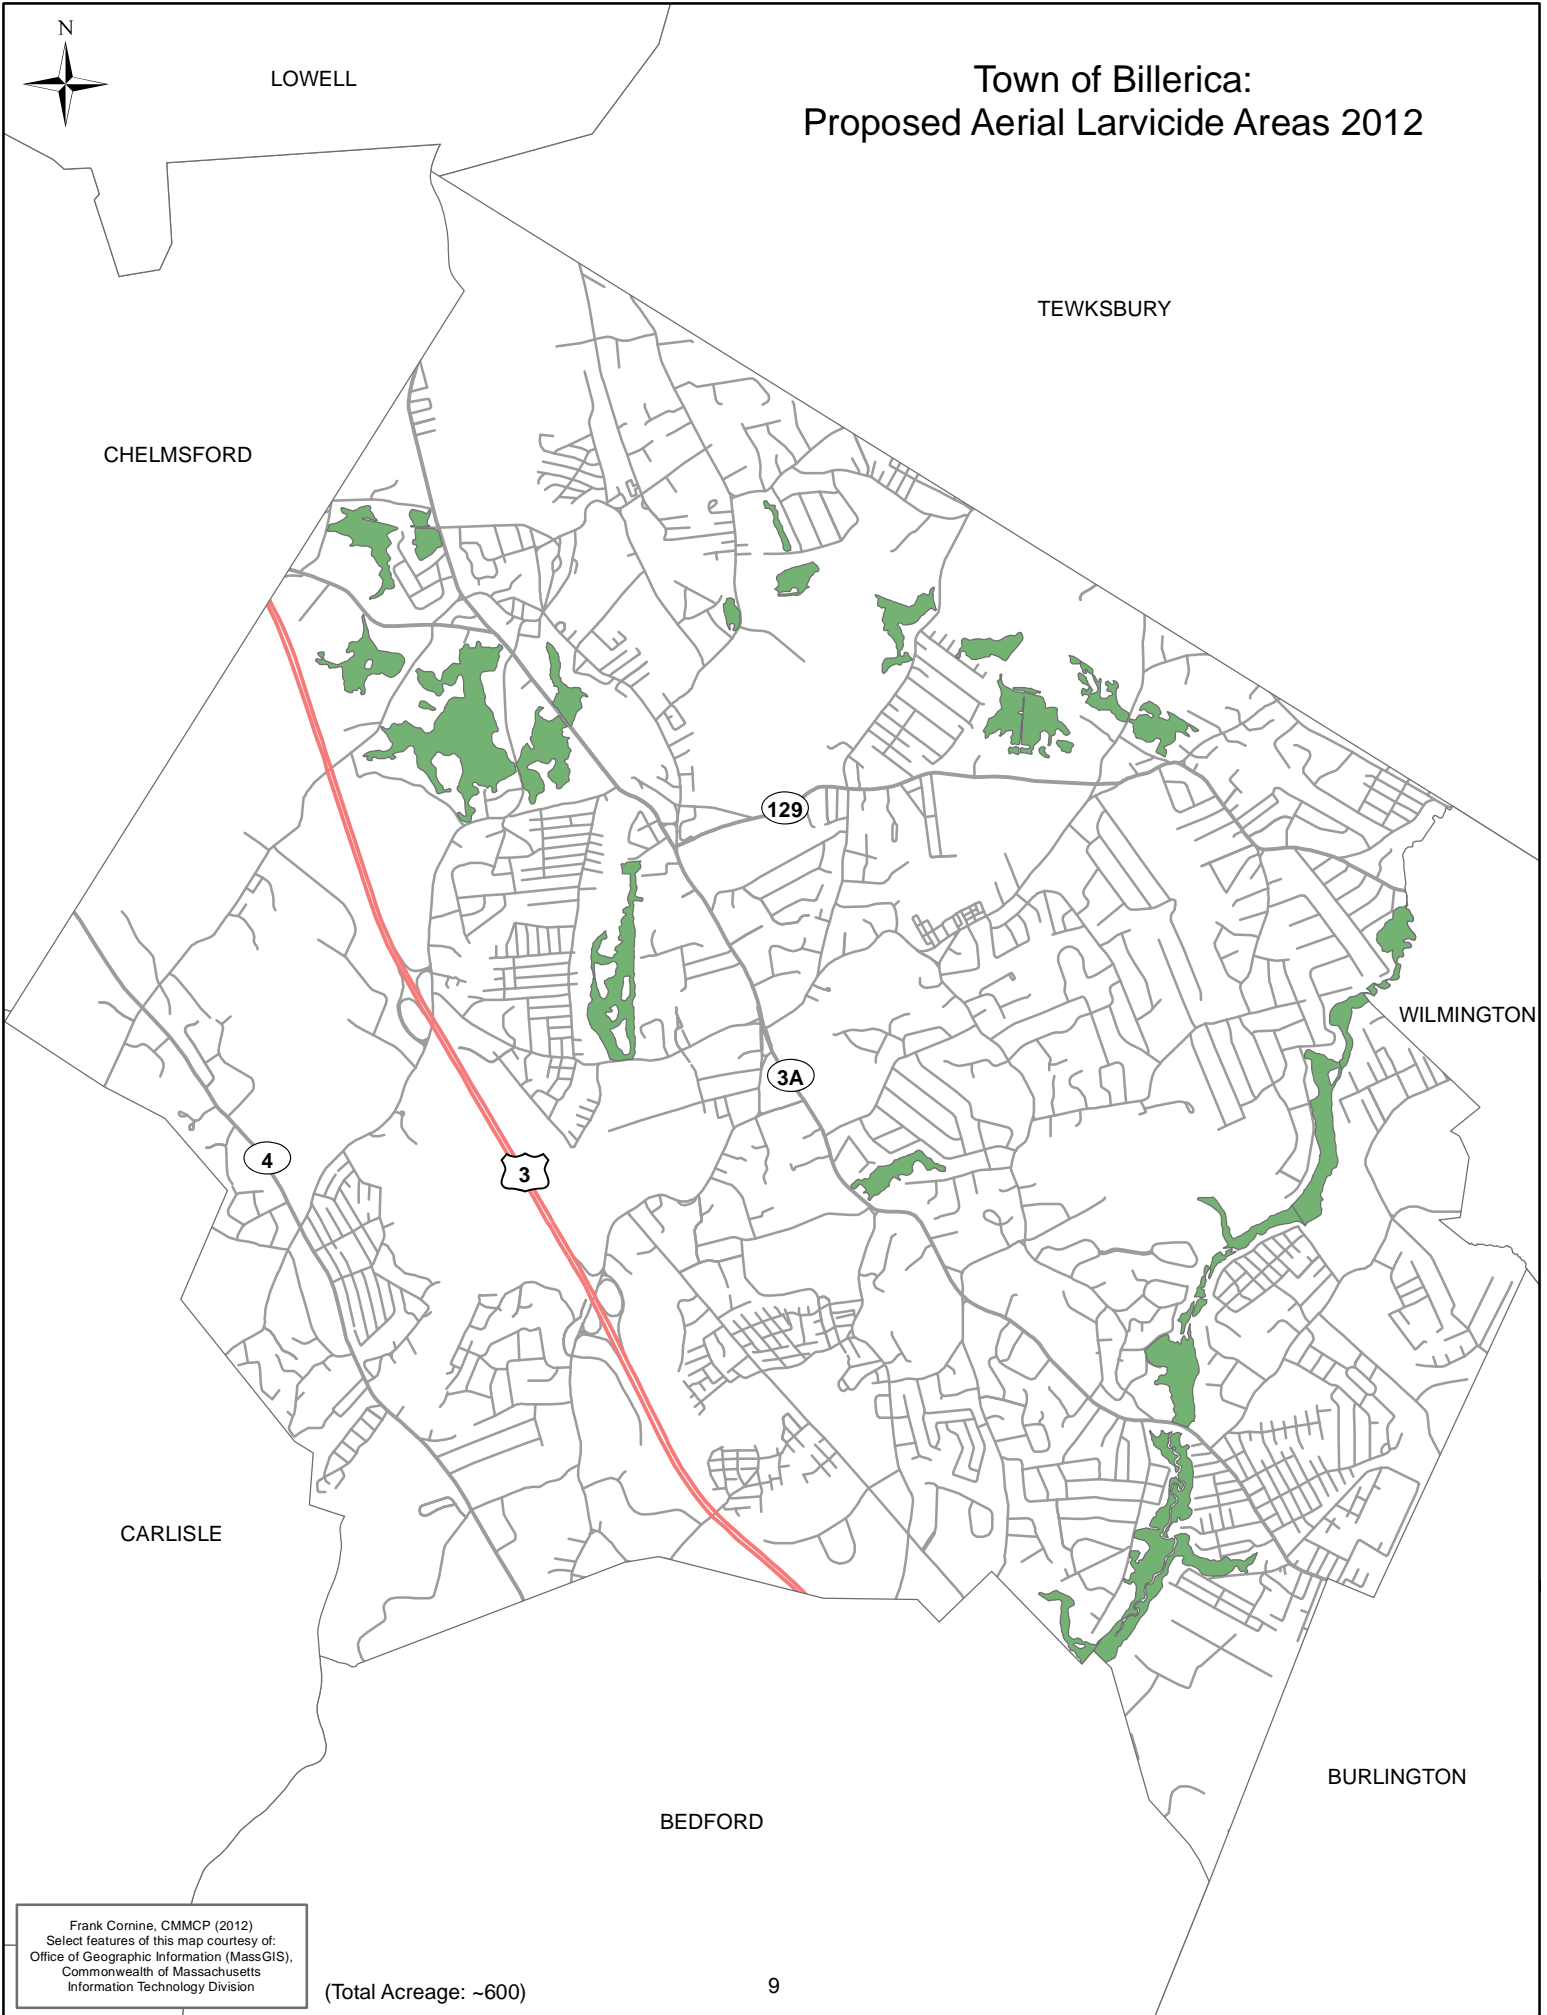 N
LOWELL
Town of Billerica:
Proposed Aerial Larvicide Areas 2012
TEWKSBURY
CHELMSFORD
129
WILMINGTON
3A
4
3
CARLISLE
BURLINGTON
BEDFORD
Frank Cornine, CMMCP (2012)
Select features of this map courtesy of:
Office of Geographic Information (MassGIS),
Commonwealth of Massachusetts
Information Technology Division
(Total Acreage: ~600)
9